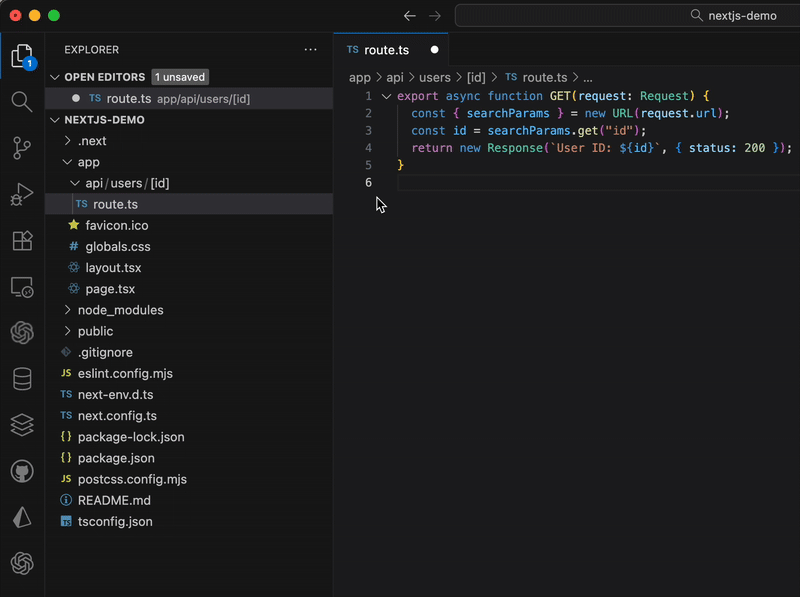 nextjs-demo
1
EXPLORER
OPEN EDITORS 1 unsaved
TS route.ts app/api/users/[id]
NEXTJS-DEMO
.next
app
api/users/[id]
TS route.ts
favicon.ico
# globals.css
layout.tsx
page.tsx
node_modules
public
.gitignore
JS eslint.config.mjs
TS next-env.d.ts
TS next.config.ts
{} package-lock.json
{} package.json
JS postcss.config.mjs
README.md
TS tsconfig.json
TS route.ts
app > api > users > [id] > TS route.ts > ...
1 export async function GET(request: Request) {
2 const { searchParams } = new URL(request.url);
3 const id = searchParams.get("id");
4 return new Response(`User ID: ${id}`, { status: 200 });
5 }
6